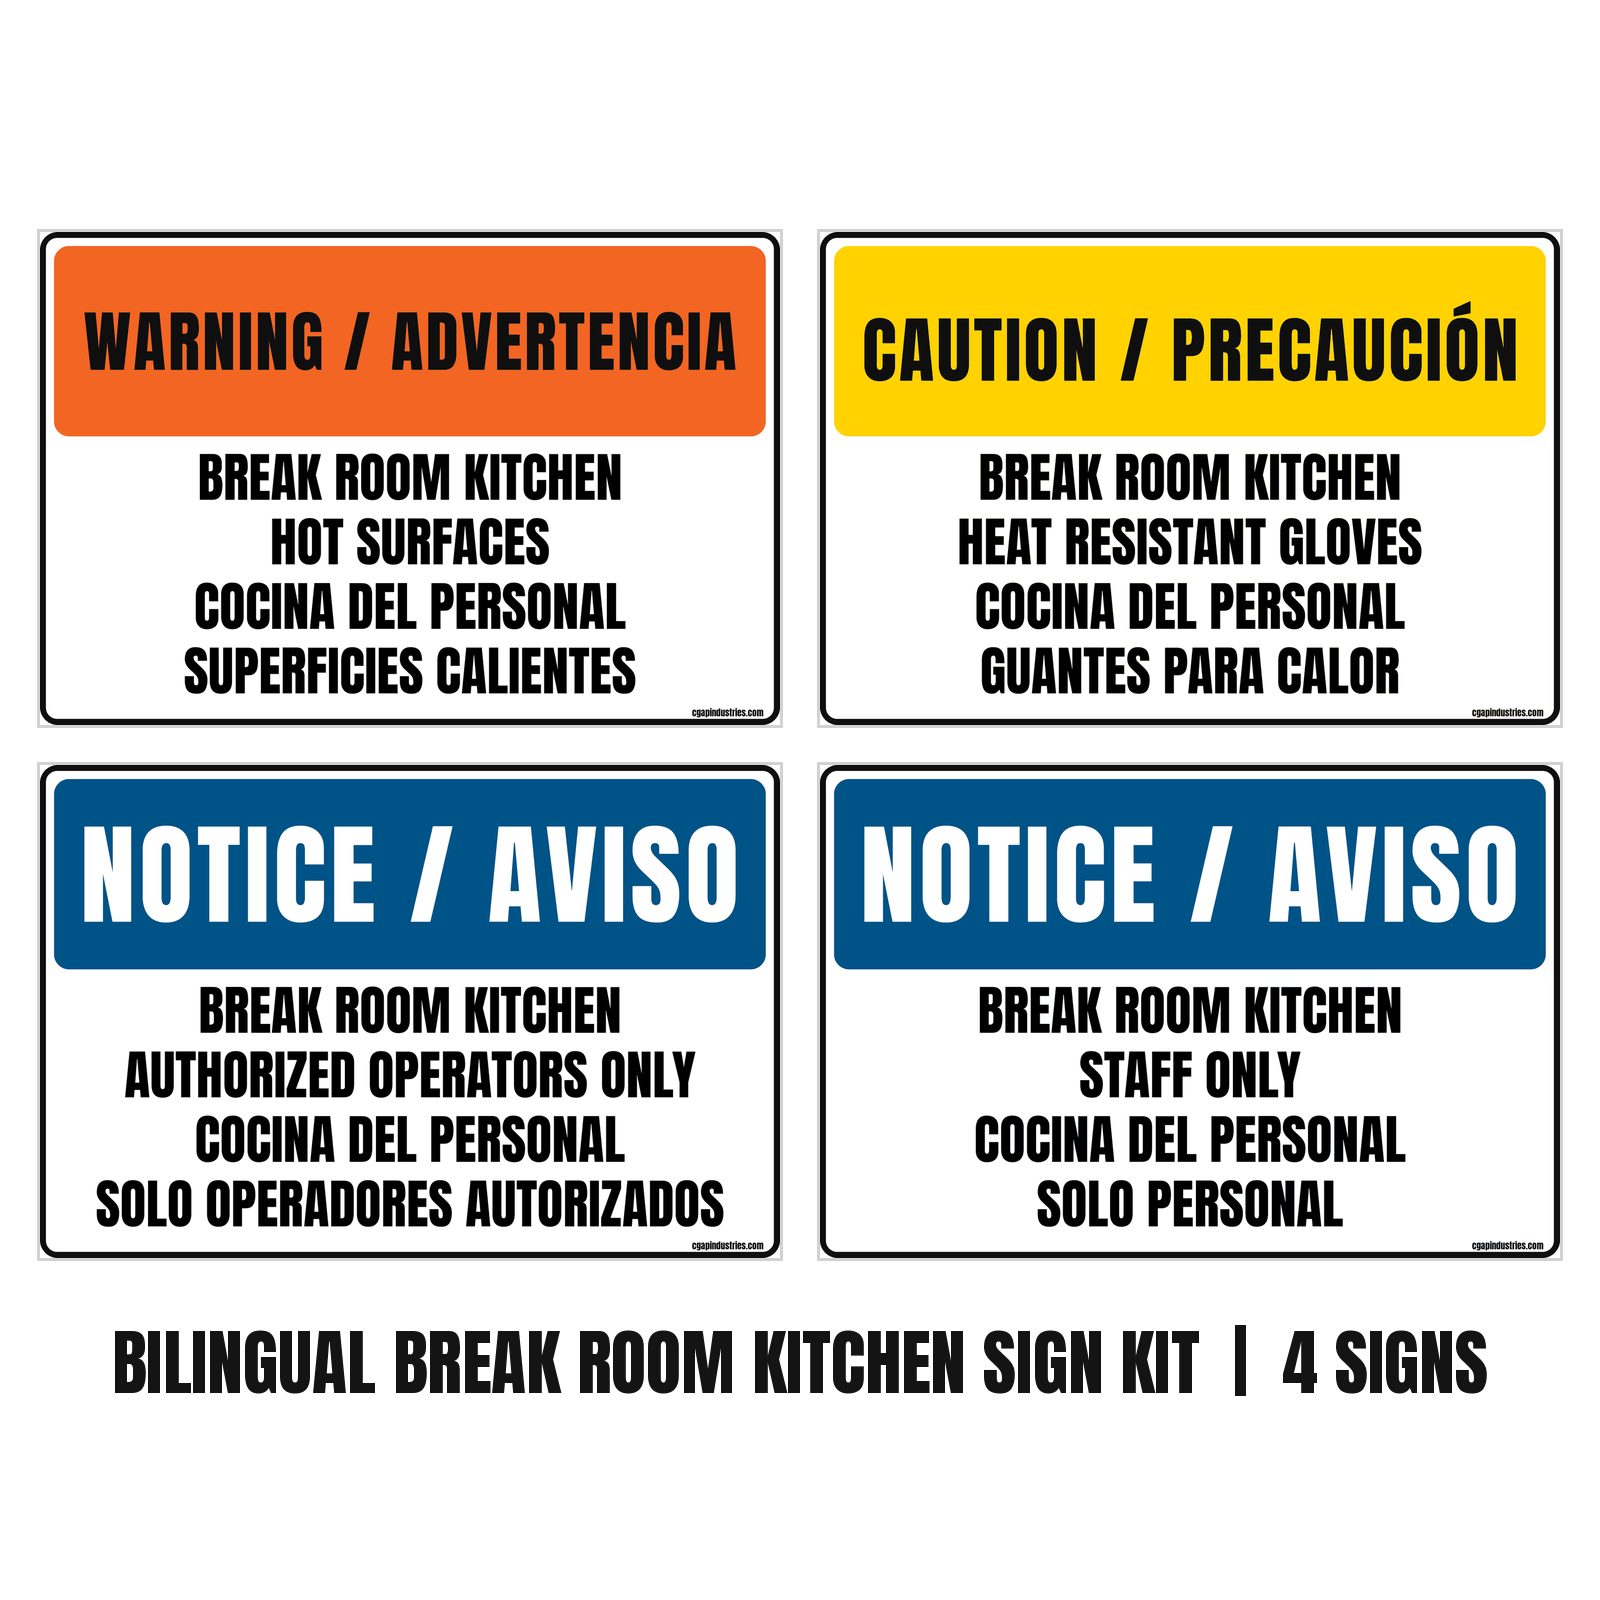 WARNING / ADVERTENCIA
BREAK ROOM KITCHEN
HOT SURFACES
COCINA DEL PERSONAL
SUPERFICIES CALIENTES
cgapindustries.com
CAUTION / PRECAUCIÓN
BREAK ROOM KITCHEN
HEAT RESISTANT GLOVES
COCINA DEL PERSONAL
GUANTES PARA CALOR
cgapindustries.com
NOTICE / AVISO
BREAK ROOM KITCHEN
AUTHORIZED OPERATORS ONLY
COCINA DEL PERSONAL
SOLO OPERADORES AUTORIZADOS
cgapindustries.com
NOTICE / AVISO
BREAK ROOM KITCHEN
STAFF ONLY
COCINA DEL PERSONAL
SOLO PERSONAL
cgapindustries.com
BILINGUAL BREAK ROOM KITCHEN SIGN KIT | 4 SIGNS